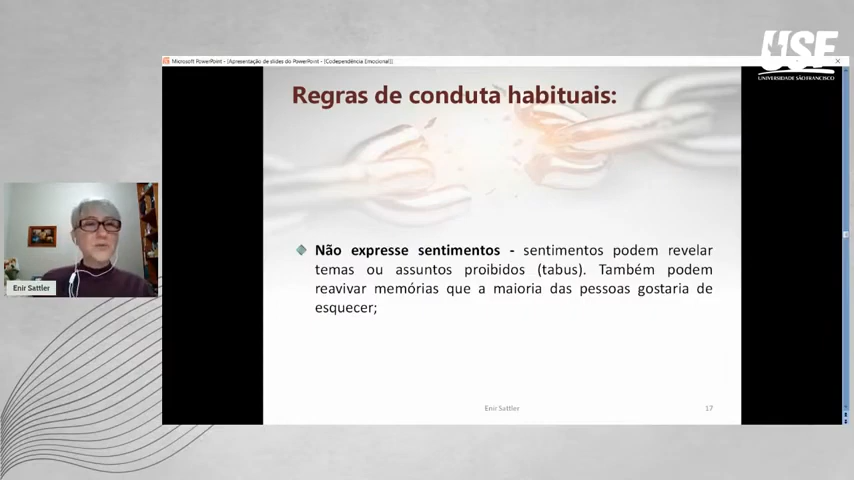 USF
UNIVERSIDADE SÃO FRANCISCO
Microsoft PowerPoint - [Apresentação de slides do PowerPoint - [Codependência Emocional]]
Regras de conduta habituais:
Não expresse sentimentos - sentimentos podem revelar
temas ou assuntos proibidos (tabus). Também podem
reavivar memórias que a maioria das pessoas gostaria de
esquecer;
Enir Sattler
Enir Sattler
17